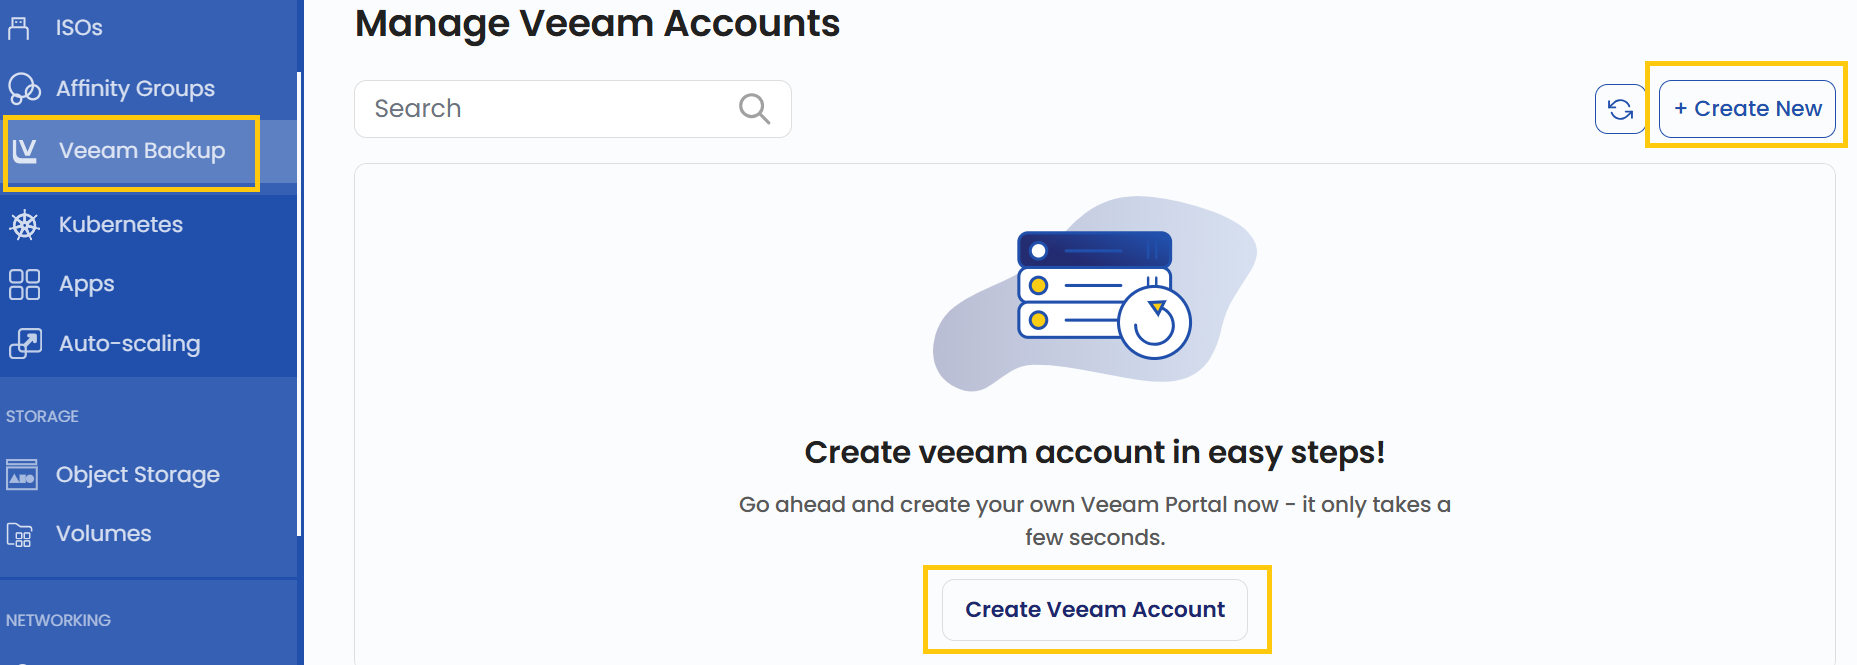 ISOs
Affinity Groups
Veeam Backup
Kubernetes
Apps
Auto-scaling
STORAGE
Object Storage
Volumes
NETWORKING
Manage Veeam Accounts
Search
+ Create New
Create veeam account in easy steps!
Go ahead and create your own Veeam Portal now - it only takes a
few seconds.
Create Veeam Account